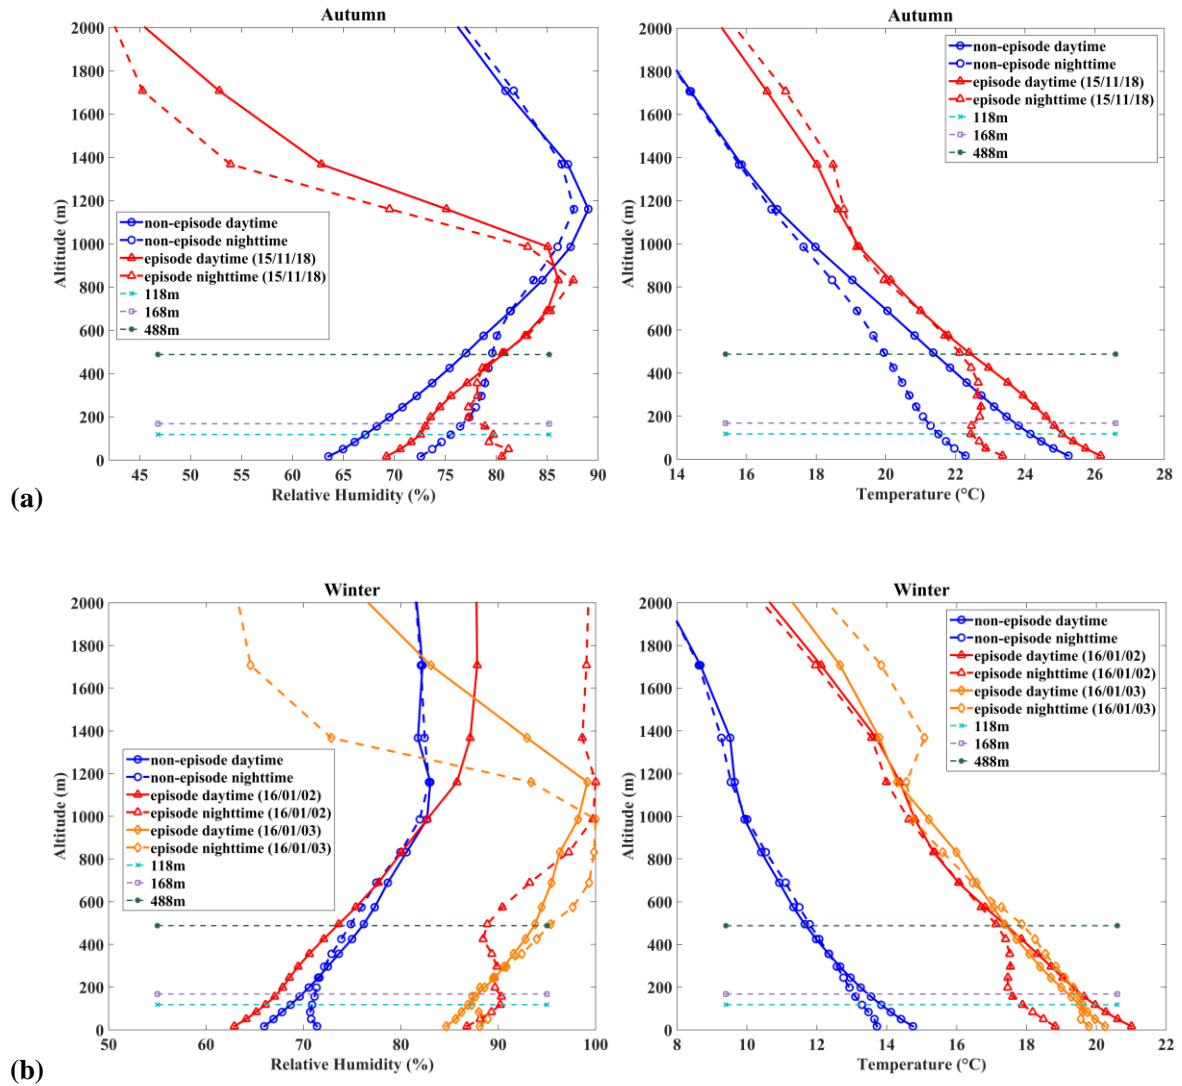 Autumn
2000
1800
1600
1400
1200
1000
800
600
400
200
0
Altitude (m)
non-episode daytime
non-episode nighttime
episode daytime (15/11/18)
episode nighttime (15/11/18)
118m
168m
488m
45 50 55 60 65 70 75 80 85 90
Relative Humidity (%)
Autumn
2000
1800
1600
1400
1200
1000
800
600
400
200
0
Altitude (m)
non-episode daytime
non-episode nighttime
episode daytime (15/11/18)
episode nighttime (15/11/18)
118m
168m
488m
14 16 18 20 22 24 26 28
Temperature (°C)
(a)
Winter
2000
1800
1600
1400
1200
1000
800
600
400
200
0
Altitude (m)
non-episode daytime
non-episode nighttime
episode daytime (16/01/02)
episode nighttime (16/01/02)
episode daytime (16/01/03)
episode nighttime (16/01/03)
118m
168m
488m
50 60 70 80 90 100
Relative Humidity (%)
Winter
2000
1800
1600
1400
1200
1000
800
600
400
200
0
Altitude (m)
non-episode daytime
non-episode nighttime
episode daytime (16/01/02)
episode nighttime (16/01/02)
episode daytime (16/01/03)
episode nighttime (16/01/03)
118m
168m
488m
8 10 12 14 16 18 20 22
Temperature (°C)
(b)